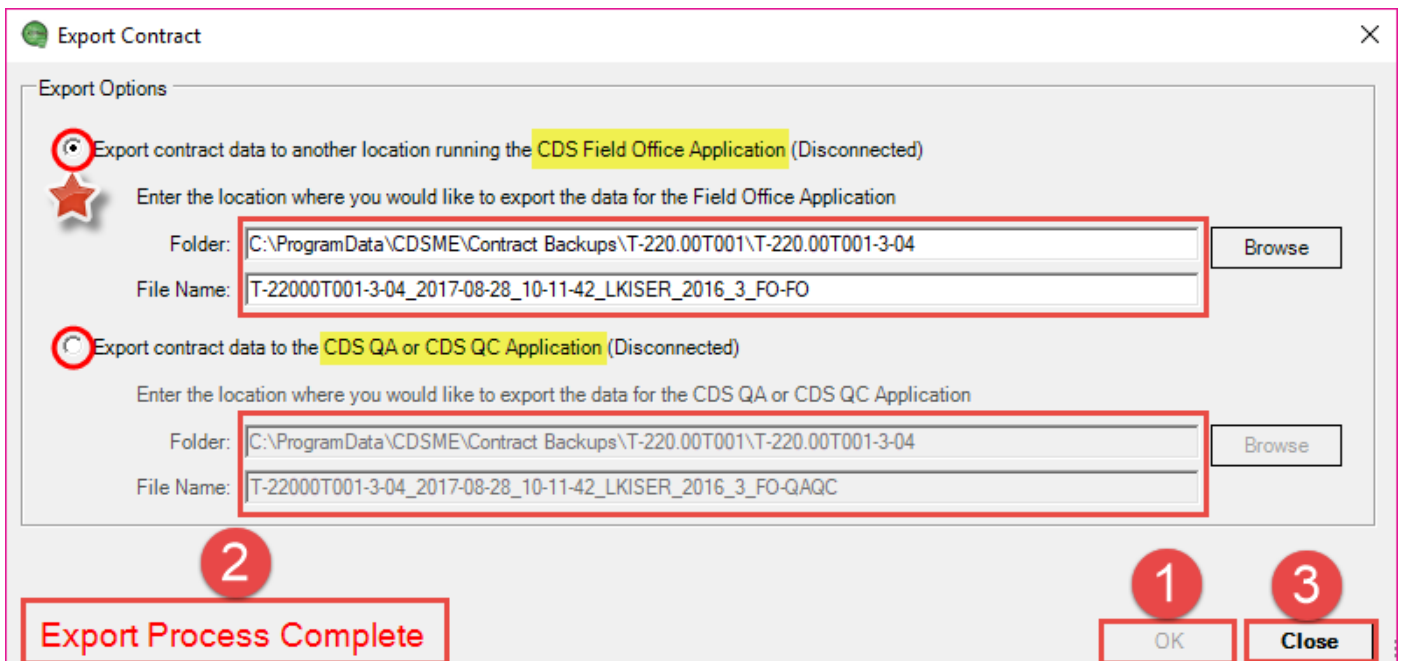 Export Contract
Export Options
Export contract data to another location running the CDS Field Office Application (Disconnected)
Enter the location where you would like to export the data for the Field Office Application
Folder: C:\ProgramData\CDSME\Contract Backups\T-220.00T001\T-220.00T001-3-04 Browse
File Name: T-22000T001-3-04_2017-08-28_10-11-42_LKISER_2016_3_FO-FO
Export contract data to the CDS QA or CDS QC Application (Disconnected)
Enter the location where you would like to export the data for the CDS QA or CDS QC Application
Folder: C:\ProgramData\CDSME\Contract Backups\T-220.00T001\T-220.00T001-3-04 Browse
File Name: T-22000T001-3-04_2017-08-28_10-11-42_LKISER_2016_3_FO-QAQC
2 1 3
Export Process Complete OK Close